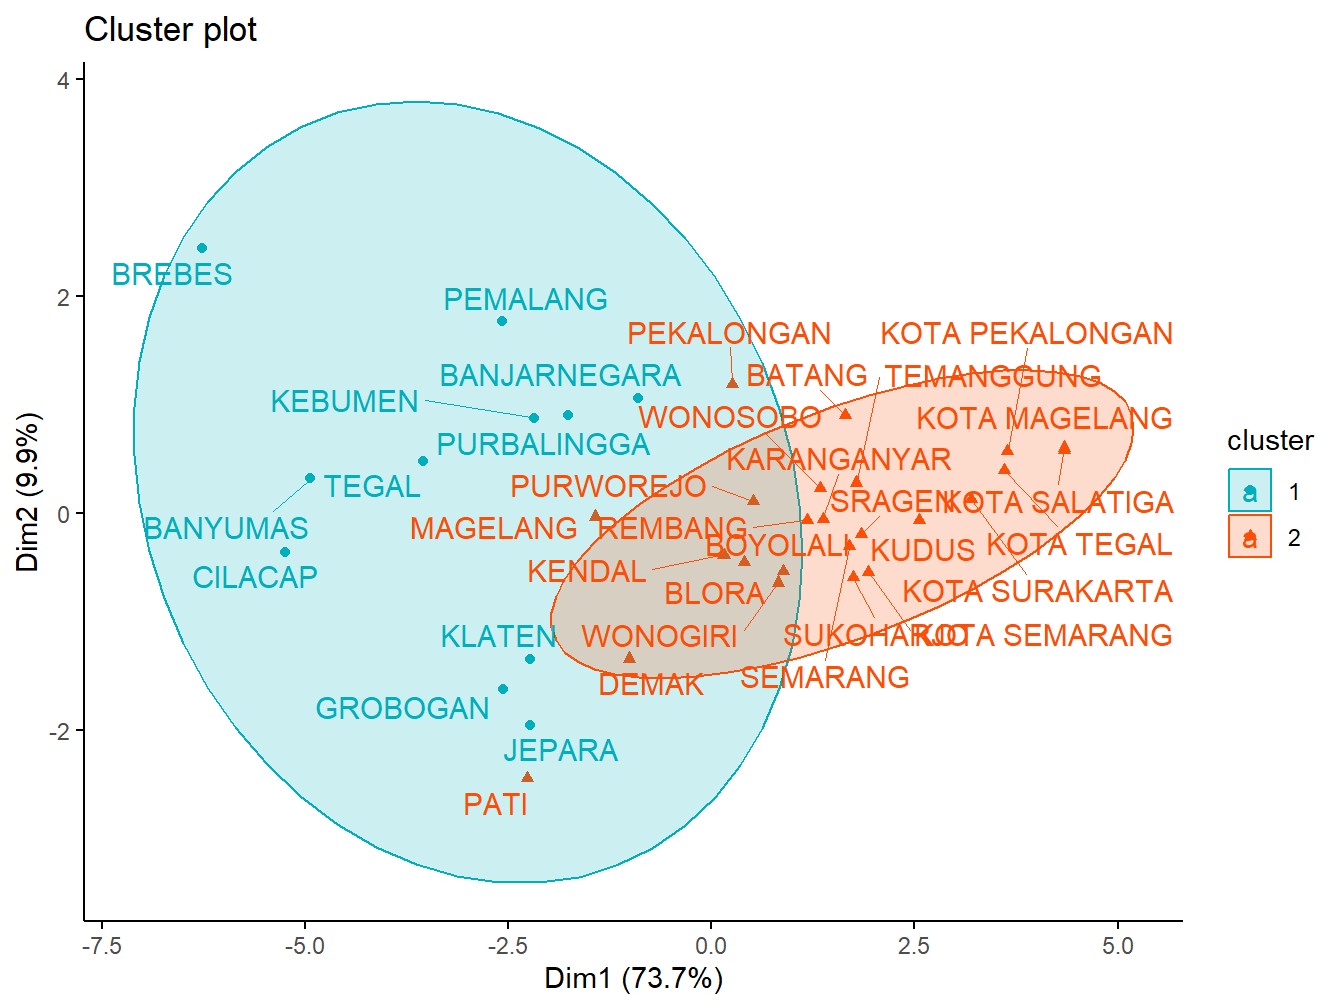 Cluster plot
4
2
0
-2
Dim2 (9.9%)
BREBES
PEMALANG
PEKALONGAN
KOTA PEKALONGAN
BANJARNEGARA
BATANG
TEMANGGUNG
KEBUMEN
WONOSOBO
KOTA MAGELANG
PURBALINGGA
KARANGANYAR
TEGAL
PURWOREJO
SRAGEN
KOTA SALATIGA
BANYUMAS
MAGELANG
REMBANG
BOYOLALI
KUDUS
KOTA TEGAL
CILACAP
KENDAL
BLORA
KOTA SURAKARTA
KLATEN
WONOGIRI
SUKOHARJO
KOTA SEMARANG
DEMAK
SEMARANG
GROBOGAN
JEPARA
PATI
-7.5
-5.0
-2.5
0.0
2.5
5.0
Dim1 (73.7%)
cluster
a 1
a 2